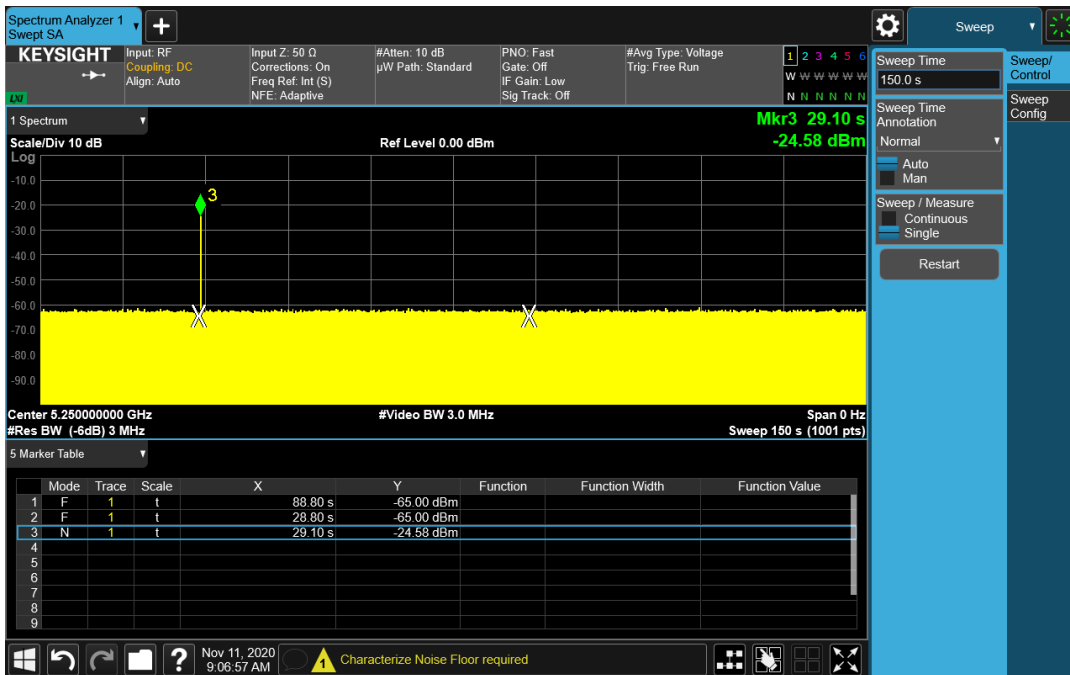 Spectrum Analyzer 1
Swept SA
Sweep
KEYSIGHT
LXI
Input: RF
Coupling: DC
Align: Auto
Input Z: 50 Ω
Corrections: On
Freq Ref: Int (S)
NFE: Adaptive
#Atten: 10 dB
µW Path: Standard
PNO: Fast
Gate: Off
IF Gain: Low
Sig Track: Off
#Avg Type: Voltage
Trig: Free Run
1 2 3 4 5 6
W W W W W W
N N N N N N
Sweep Time
150.0 s
Sweep Time
Annotation
Normal
Auto
Man
Sweep / Measure
Continuous
Single
Restart
Sweep/
Control
Sweep
Config
1 Spectrum
Mkr3 29.10 s
Scale/Div 10 dB
Ref Level 0.00 dBm
-24.58 dBm
Log
-10.0
-20.0
-30.0
-40.0
-50.0
-60.0
-70.0
-80.0
-90.0
3
Center 5.250000000 GHz
#Video BW 3.0 MHz
Span 0 Hz
#Res BW (-6dB) 3 MHz
Sweep 150 s (1001 pts)
5 Marker Table
Mode Trace Scale X Y Function Function Width Function Value
1 F 1 t 88.80 s -65.00 dBm
2 F 1 t 28.80 s -65.00 dBm
3 N 1 t 29.10 s -24.58 dBm
4
5
6
7
8
9
?
Nov 11, 2020
9:06:57 AM
1
Characterize Noise Floor required